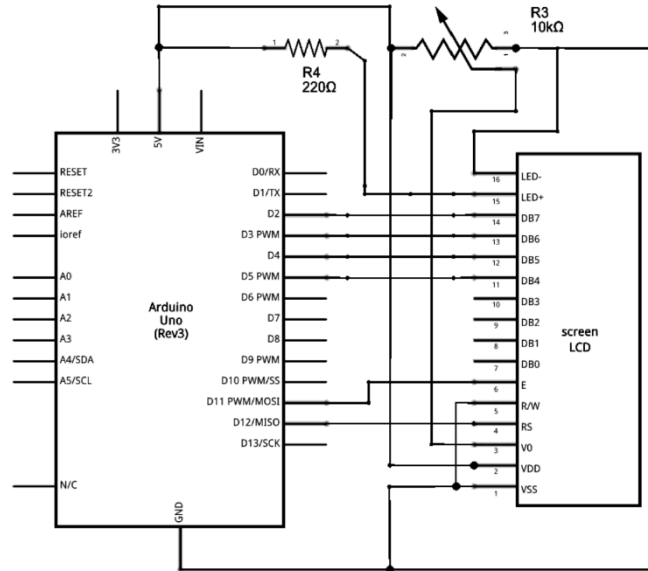 R3
10kΩ
3
1
2
1
2
R4
220Ω
3V3
5V
VIN
RESET
RESET2
AREF
ioref
A0
A1
A2
A3
A4/SDA
A5/SCL
N/C
Arduino
Uno
(Rev3)
D0/RX
D1/TX
D2
D3 PWM
D4
D5 PWM
D6 PWM
D7
D8
D9 PWM
D10 PWM/SS
D11 PWM/MOSI
D12/MISO
D13/SCK
GND
16 LED-
15 LED+
14 DB7
13 DB6
12 DB5
11 DB4
10 DB3
9 DB2
8 DB1
7 DB0
6 E
5 R/W
4 RS
3 V0
2 VDD
1 VSS
screen
LCD